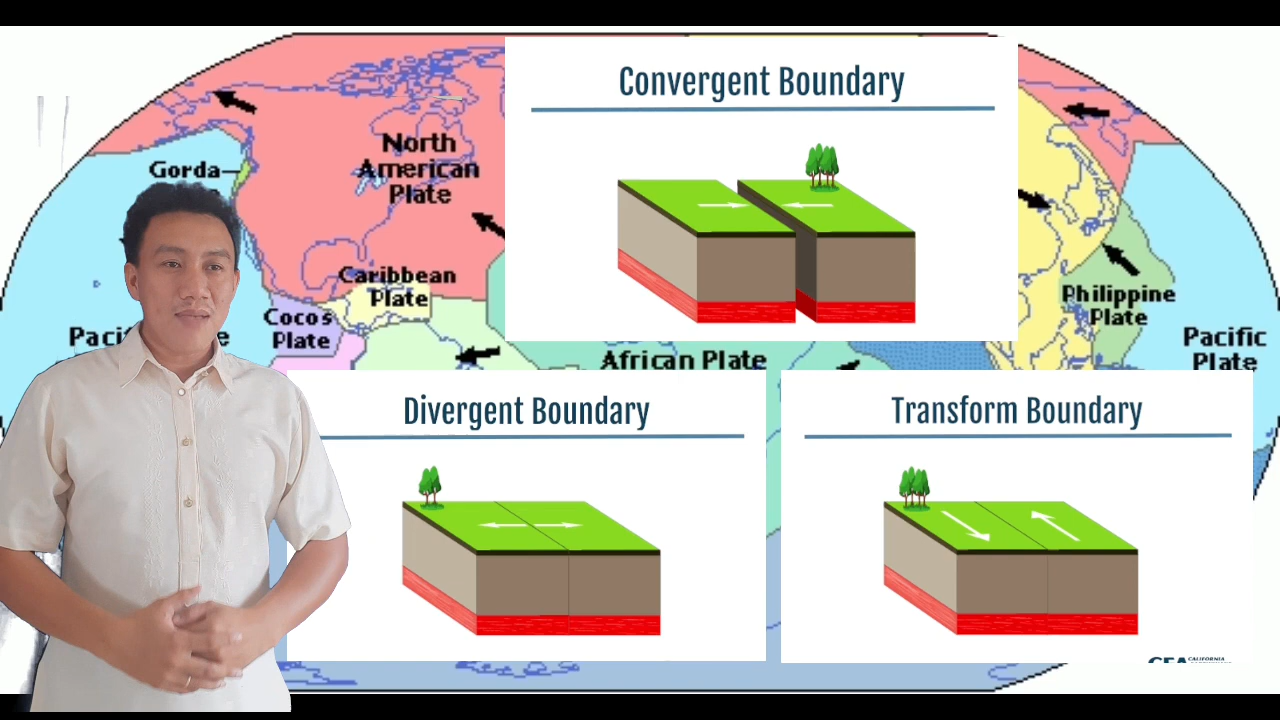 Convergent Boundary
North
American
Plate
Gorda
Caribbean
Plate
Cocos
Plate
Philippine
Plate
Pacific
Plate
African Plate
Divergent Boundary
Transform Boundary
CALIFORNIA